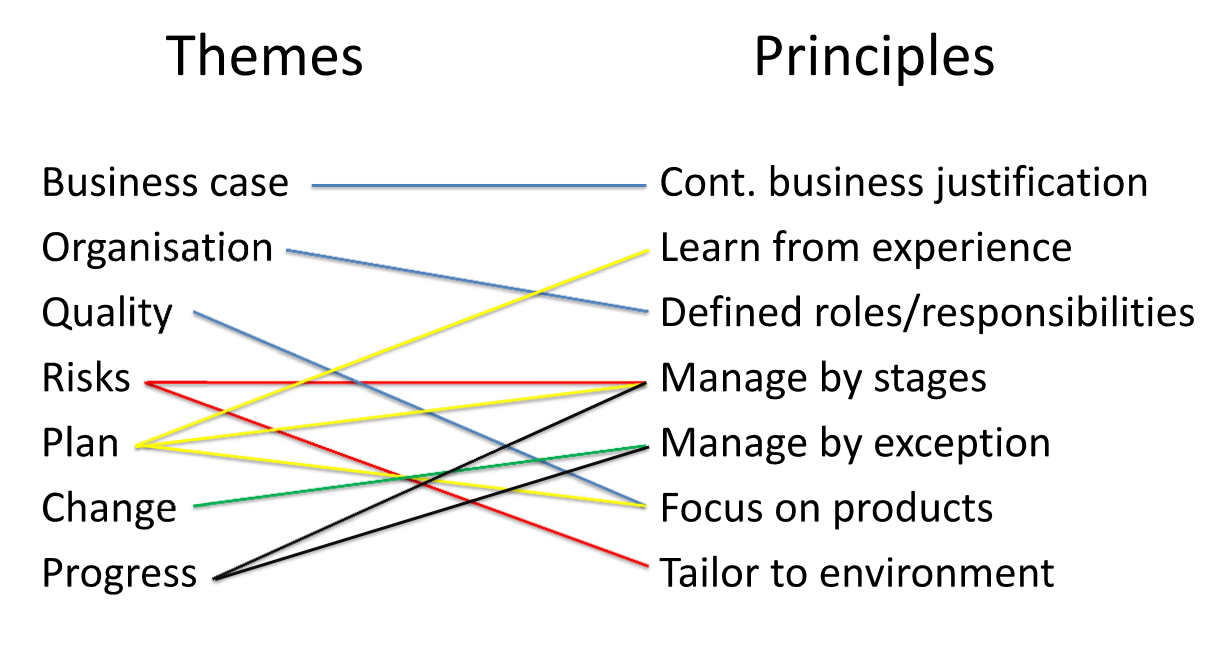 Themes
Principles
Business case
Cont. business justification
Organisation
Learn from experience
Quality
Defined roles/responsibilities
Risks
Manage by stages
Plan
Manage by exception
Change
Focus on products
Progress
Tailor to environment